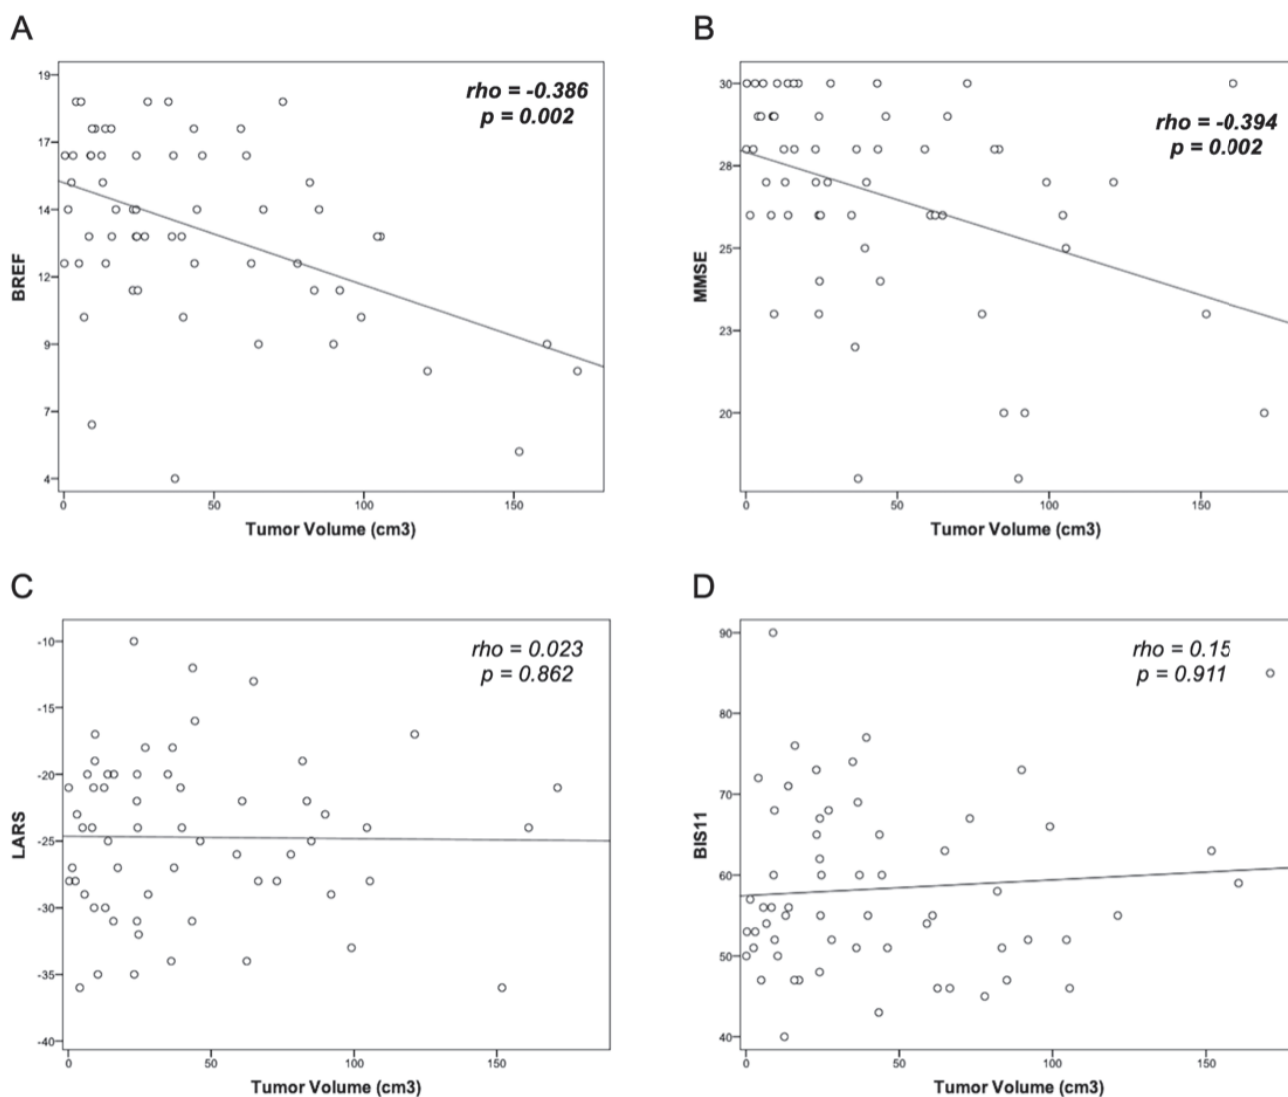 A
B
19
17
14
12
9
7
4
BREF
rho = -0.386
p = 0.002
0
50
100
150
Tumor Volume (cm3)
30
28
25
23
20
MMSE
rho = -0.394
p = 0.002
0
50
100
150
Tumor Volume (cm3)
C
D
-10
-15
-20
-25
-30
-35
-40
LARS
rho = 0.023
p = 0.862
0
50
100
150
Tumor Volume (cm3)
90
80
70
60
50
40
BIS11
rho = 0.15
p = 0.911
0
50
100
150
Tumor Volume (cm3)